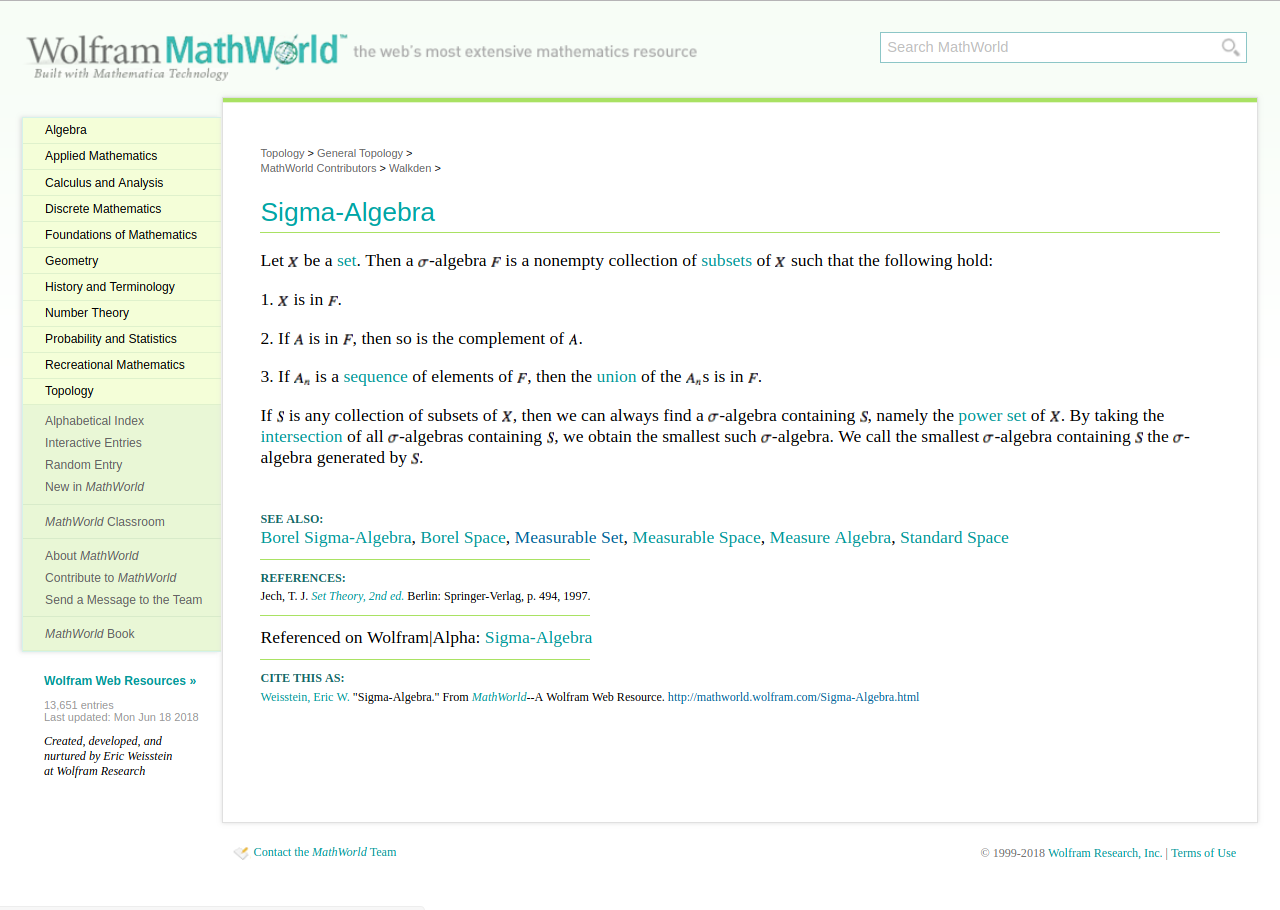 Wolfram MathWorld™ the web's most extensive mathematics resource
Built with Mathematica Technology
Search MathWorld
Algebra
Applied Mathematics
Calculus and Analysis
Discrete Mathematics
Foundations of Mathematics
Geometry
History and Terminology
Number Theory
Probability and Statistics
Recreational Mathematics
Topology
Alphabetical Index
Interactive Entries
Random Entry
New in MathWorld
MathWorld Classroom
About MathWorld
Contribute to MathWorld
Send a Message to the Team
MathWorld Book
Wolfram Web Resources »
13,651 entries
Last updated: Mon Jun 18 2018
Created, developed, and
nurtured by Eric Weisstein
at Wolfram Research
Topology > General Topology >
MathWorld Contributors > Walkden >
Sigma-Algebra
Let X be a set. Then a σ-algebra F is a nonempty collection of subsets of X such that the following hold:
1. X is in F.
2. If A is in F, then so is the complement of A.
3. If Aₙ is a sequence of elements of F, then the union of the Aₙs is in F.
If S is any collection of subsets of X, then we can always find a σ-algebra containing S, namely the power set of X. By taking the
intersection of all σ-algebras containing S, we obtain the smallest such σ-algebra. We call the smallest σ-algebra containing S the σ-
algebra generated by S.
SEE ALSO:
Borel Sigma-Algebra, Borel Space, Measurable Set, Measurable Space, Measure Algebra, Standard Space
REFERENCES:
Jech, T. J. Set Theory, 2nd ed. Berlin: Springer-Verlag, p. 494, 1997.
Referenced on Wolfram|Alpha: Sigma-Algebra
CITE THIS AS:
Weisstein, Eric W. "Sigma-Algebra." From MathWorld--A Wolfram Web Resource. http://mathworld.wolfram.com/Sigma-Algebra.html
Contact the MathWorld Team
© 1999-2018 Wolfram Research, Inc. | Terms of Use